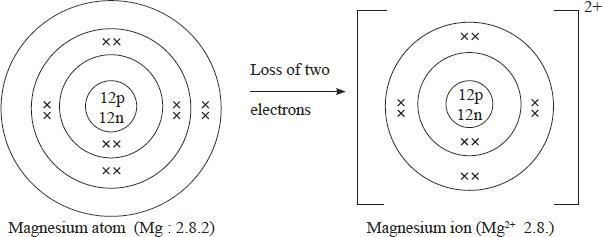 2+
Loss of two
electrons
12p
12n
12p
12n
Magnesium atom (Mg : 2.8.2)
Magnesium ion (Mg²⁺ 2.8.)